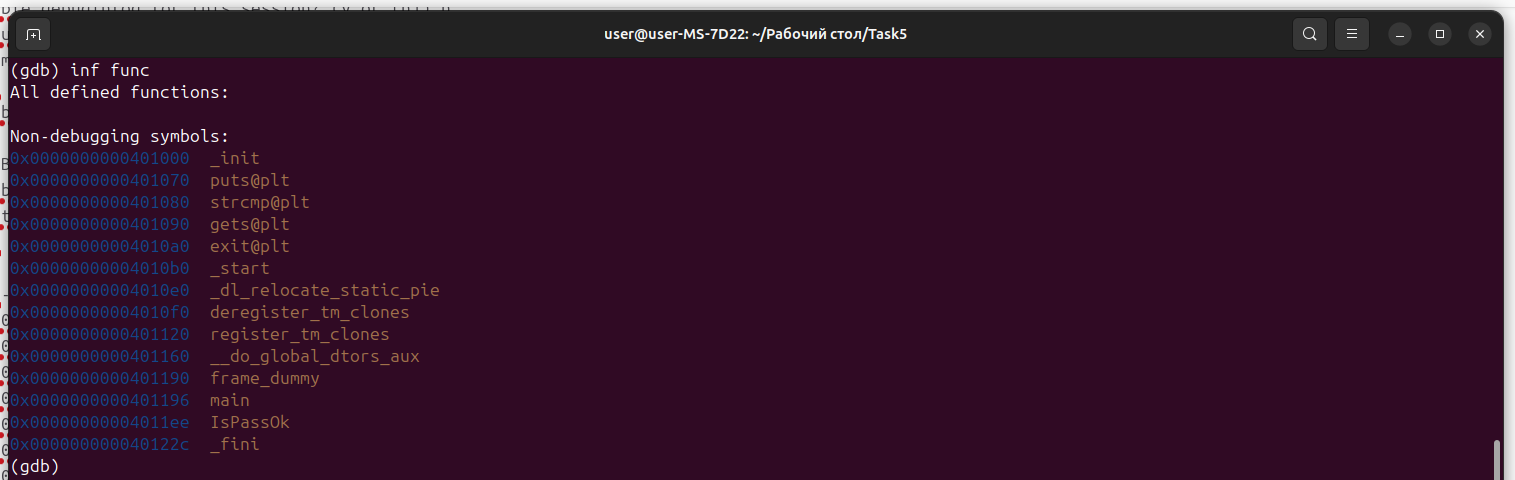 user@user-MS-7D22: ~/Рабочий стол/Task5
(gdb) inf func
All defined functions:
Non-debugging symbols:
0x0000000000401000  _init
0x0000000000401070  puts@plt
0x0000000000401080  strcmp@plt
0x0000000000401090  gets@plt
0x00000000004010a0  exit@plt
0x00000000004010b0  _start
0x00000000004010e0  _dl_relocate_static_pie
0x00000000004010f0  deregister_tm_clones
0x0000000000401120  register_tm_clones
0x0000000000401160  __do_global_dtors_aux
0x0000000000401190  frame_dummy
0x0000000000401196  main
0x00000000004011ee  IsPassOk
0x000000000040122c  _fini
(gdb)